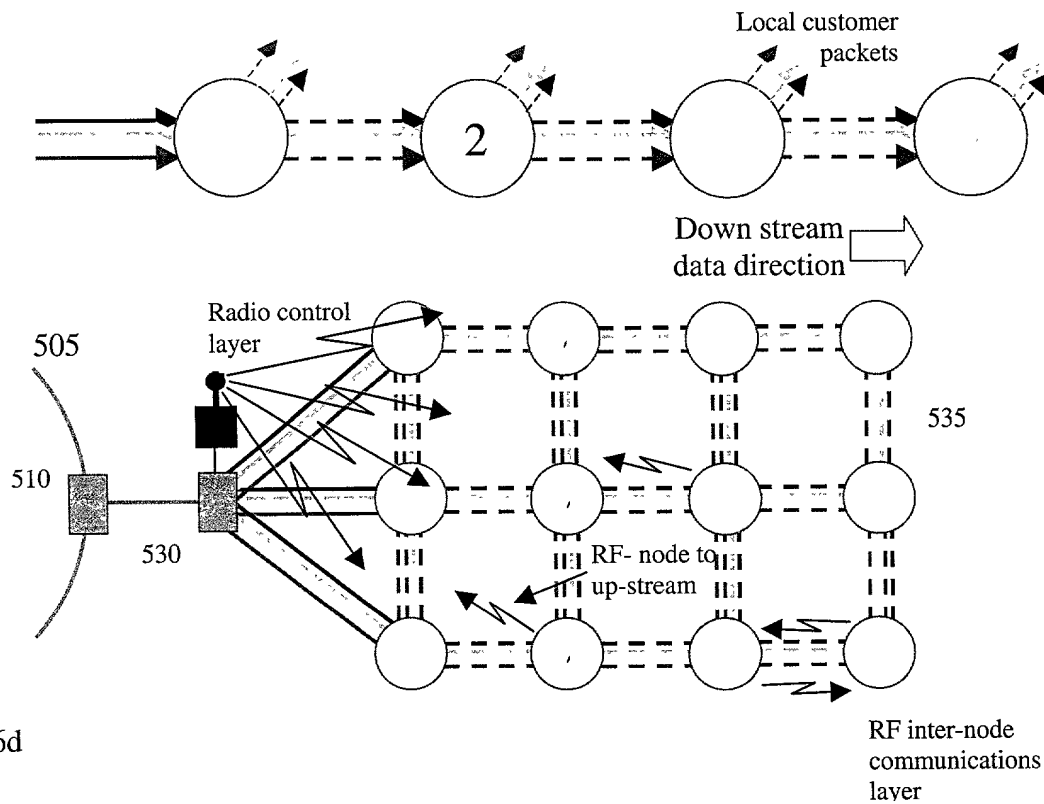 Local customer
packets
2
Down stream
data direction
Radio control
layer
505
535
510
530
RF- node to
up-stream
RF inter-node
communications
layer